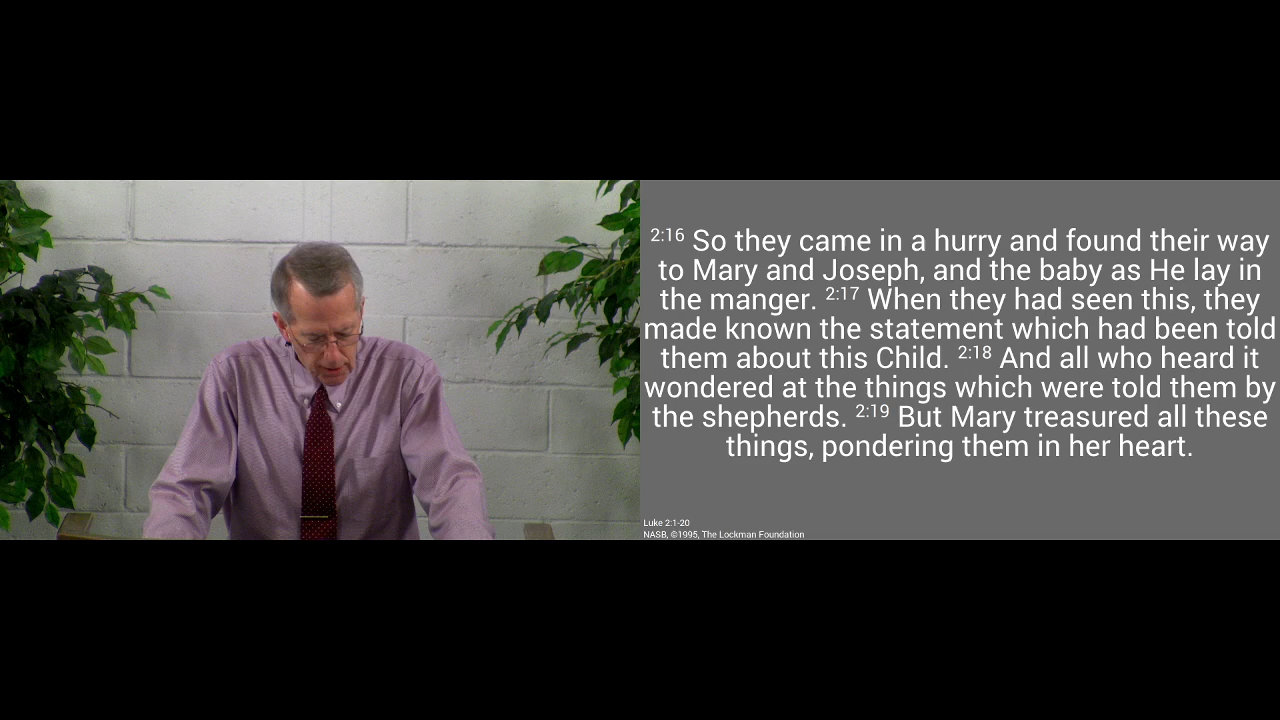 2:16 So they came in a hurry and found their way
to Mary and Joseph, and the baby as He lay in
the manger. 2:17 When they had seen this, they
made known the statement which had been told
them about this Child. 2:18 And all who heard it
wondered at the things which were told them by
the shepherds. 2:19 But Mary treasured all these
things, pondering them in her heart.
Luke 2:1-20
NASB, ©1995, The Lockman Foundation